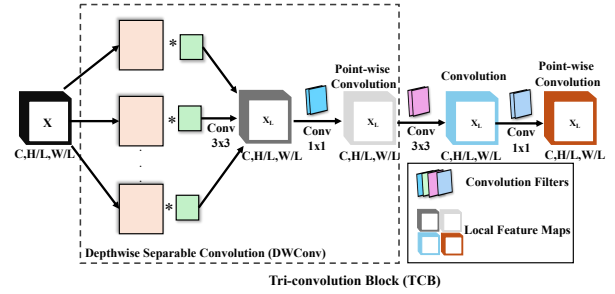 X
C,H/L,W/L
*
*
.
.
.
*
Conv
3x3
X_L
C,H/L,W/L
Conv
1x1
Point-wise
Convolution
X_L
C,H/L,W/L
Conv
3x3
Convolution
X_L
C,H/L,W/L
Conv
1x1
Point-wise
Convolution
X_L
C,H/L,W/L
Depthwise Separable Convolution (DWConv)
Convolution Filters
Local Feature Maps
Tri-convolution Block (TCB)